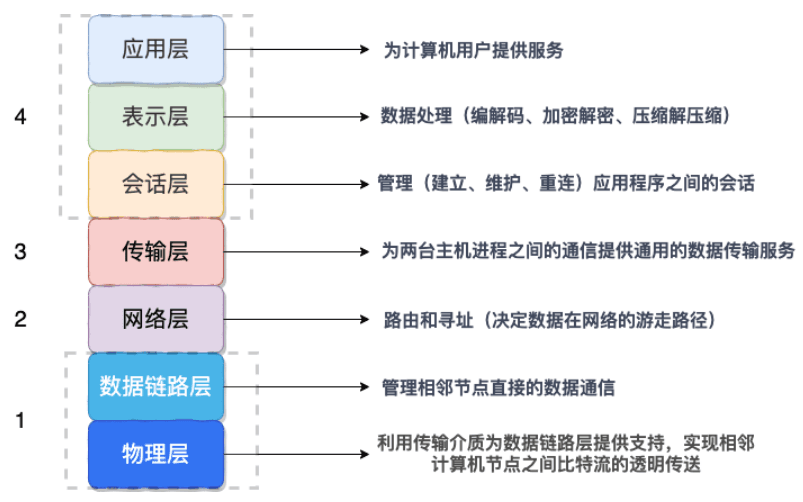 应用层
为计算机用户提供服务
4
表示层
数据处理（编解码、加密解密、压缩解压缩）
会话层
管理（建立、维护、重连）应用程序之间的会话
3
传输层
为两台主机进程之间的通信提供通用的数据传输服务
2
网络层
路由和寻址（决定数据在网络的游走路径）
数据链路层
管理相邻节点直接的数据通信
1
物理层
利用传输介质为数据链路层提供支持，实现相邻
计算机节点之间比特流的透明传送